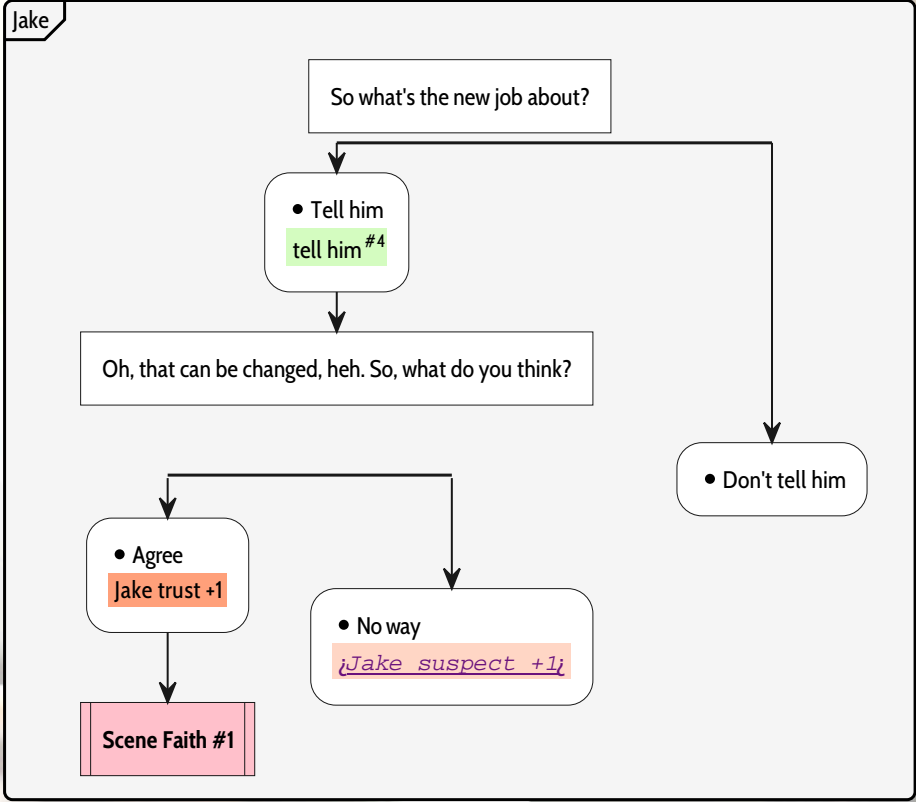 Jake
So what's the new job about?
• Tell him
tell him #4
Oh, that can be changed, heh. So, what do you think?
• Don't tell him
• Agree
Jake trust +1
• No way
¿Jake suspect +1¿
Scene Faith #1